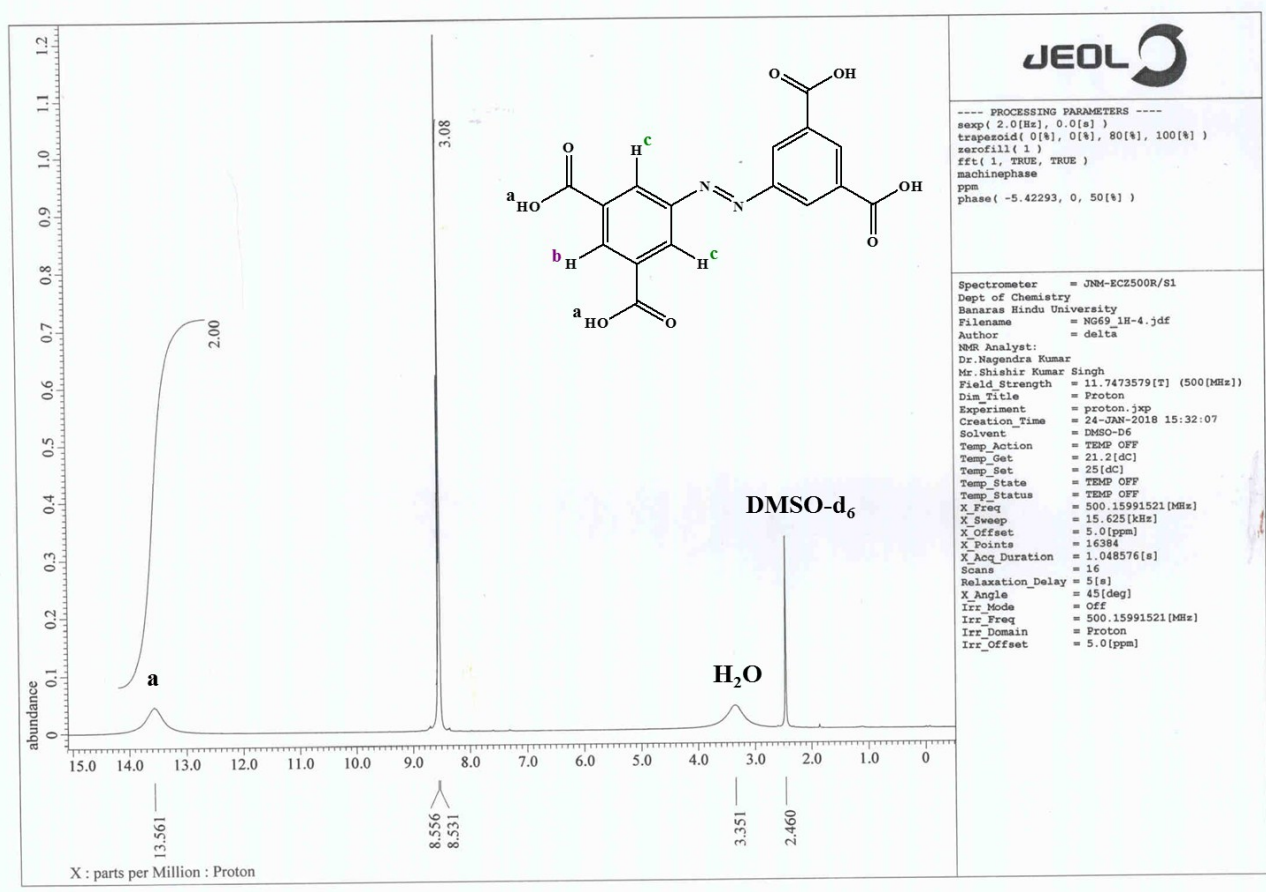 JEOL
---- PROCESSING PARAMETERS ----
sexp( 2.0[Hz], 0.0[s] )
trapezoid( 0[%], 0[%], 80[%], 100[%] )
zerofill( 1 )
fft( 1, TRUE, TRUE )
machinephase
ppm
phase( -5.42293, 0, 50[%] )
Spectrometer = JNM-ECZ500R/S1
Dept of Chemistry
Banaras Hindu University
Filename = NG69_1H-4.jdf
Author = delta
NMR Analyst:
Dr.Nagendra Kumar
Mr.Shishir Kumar Singh
Field_Strength = 11.7473579[T] (500[MHz])
Dim_Title = Proton
Experiment = proton.jxp
Creation_Time = 24-JAN-2018 15:32:07
Solvent = DMSO-D6
Temp_Action = TEMP OFF
Temp_Get = 21.2[dC]
Temp_Set = 25[dC]
Temp_State = TEMP OFF
Temp_Status = TEMP OFF
X_Freq = 500.15991521[MHz]
X_Sweep = 15.625[kHz]
X_Offset = 5.0[ppm]
X_Points = 16384
X_Acq_Duration = 1.048576[s]
Scans = 16
Relaxation_Delay = 5[s]
X_Angle = 45[deg]
Irr_Mode = Off
Irr_Freq = 500.15991521[MHz]
Irr_Domain = Proton
Irr_Offset = 5.0[ppm]
abundance
0 0.1 0.2 0.3 0.4 0.5 0.6 0.7 0.8 0.9 1.0 1.1 1.2
2.00
3.08
O OH
O H c
a HO N N OH
b H H c O
a HO O
DMSO-d6
a
H2O
15.0 14.0 13.0 12.0 11.0 10.0 9.0 8.0 7.0 6.0 5.0 4.0 3.0 2.0 1.0 0
13.561
8.556
8.531
3.351
2.460
X : parts per Million : Proton